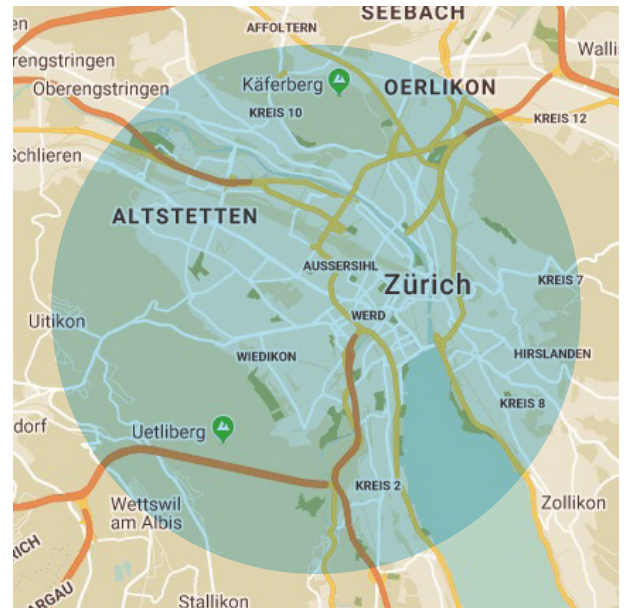 SEEBACH
AFFOLTERN
Wallis
rengstringen
Oberengstringen
Käferberg
OERLIKON
KREIS 10
KREIS 12
Schlieren
ALTSTETTEN
AUSSERSIHL
KREIS 7
Zürich
WERD
Uitikon
WIEDIKON
HIRSLANDEN
KREIS 8
dorf
Uetliberg
KREIS 2
Wettswil
am Albis
Zollikon
RICH
ARGAU
Stallikon